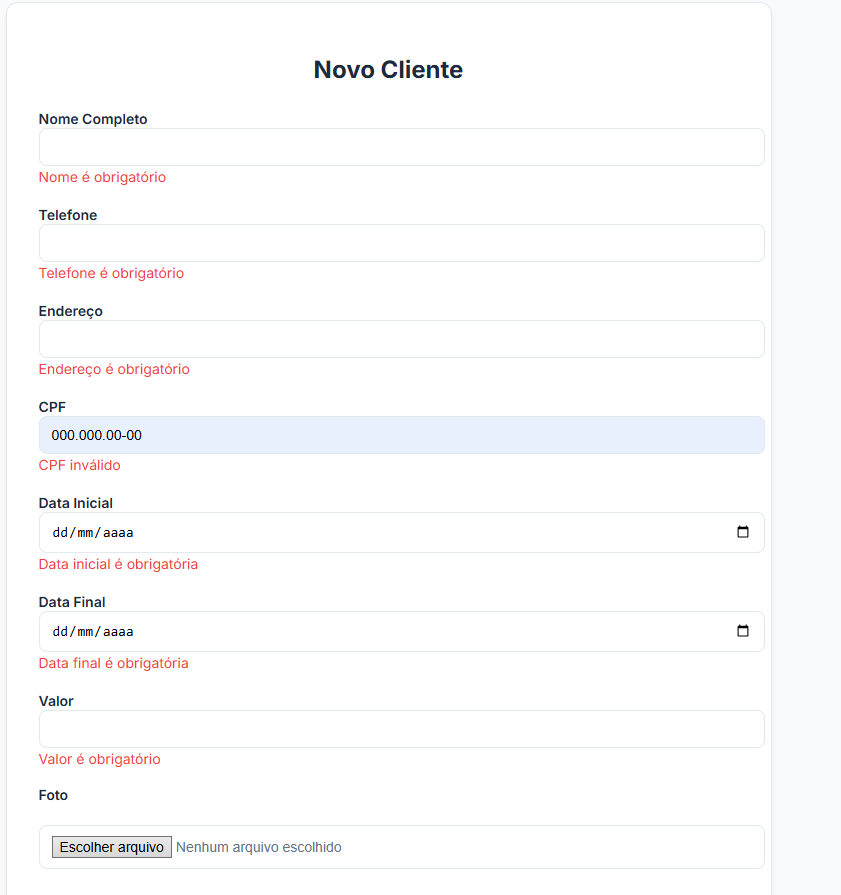 Novo Cliente
Nome Completo
Nome é obrigatório
Telefone
Telefone é obrigatório
Endereço
Endereço é obrigatório
CPF
000.000.00-00
CPF inválido
Data Inicial
dd/mm/aaaa
Data inicial é obrigatória
Data Final
dd/mm/aaaa
Data final é obrigatória
Valor
Valor é obrigatório
Foto
Escolher arquivo Nenhum arquivo escolhido